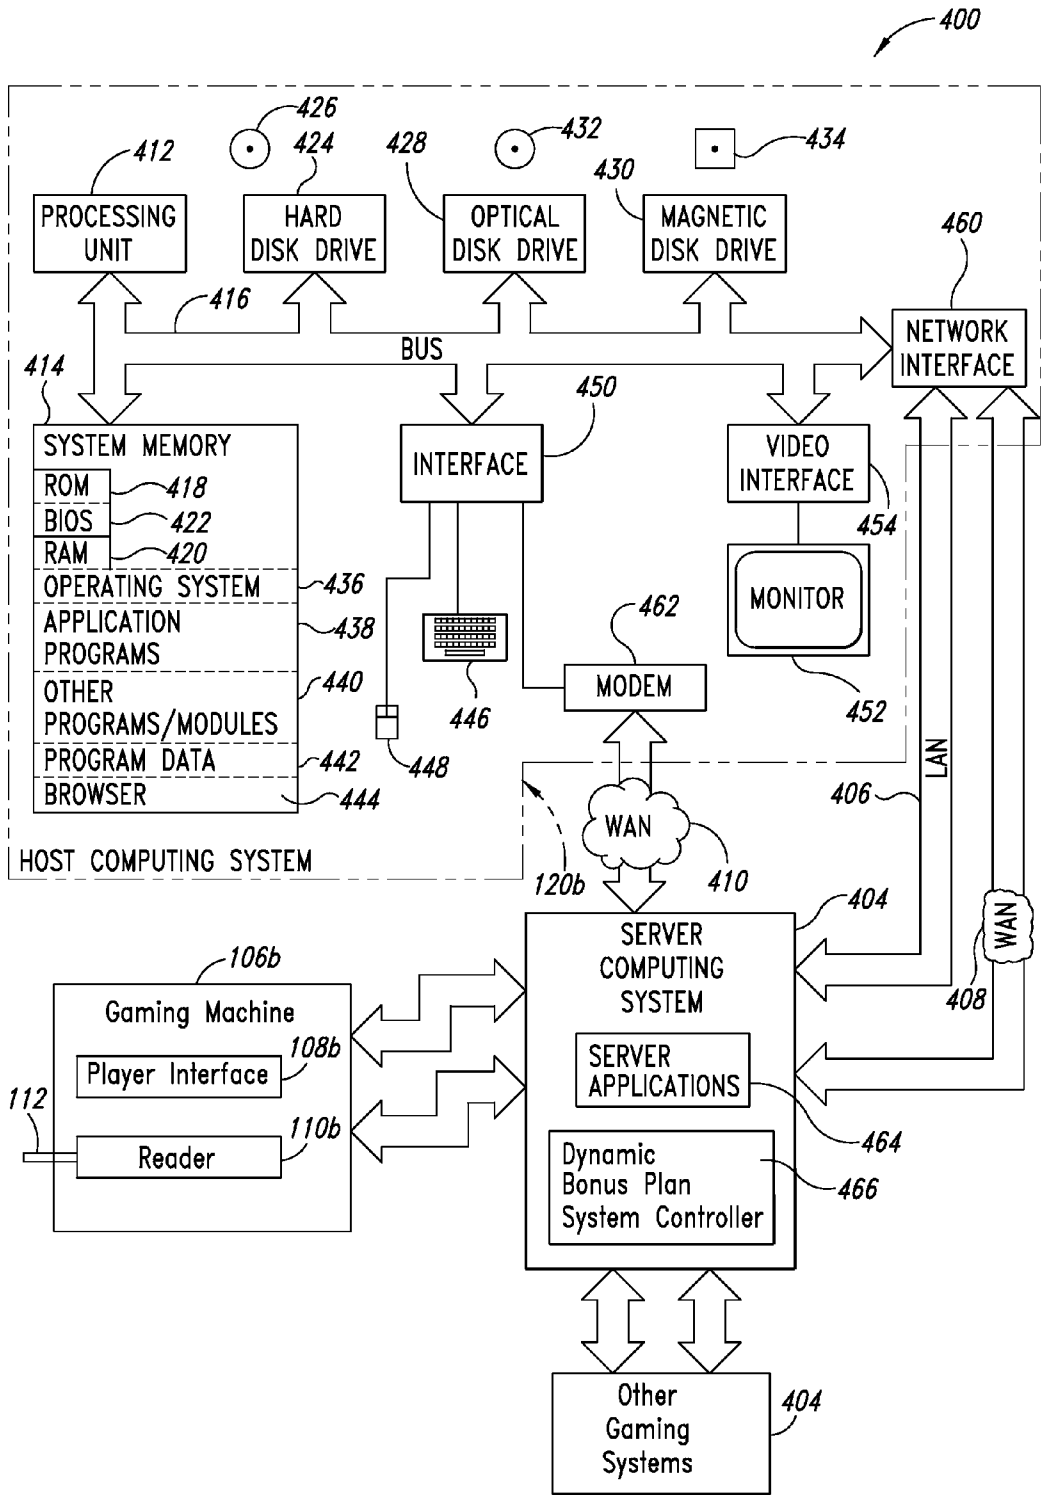 400
426
432
434
412
424
428
430
460
PROCESSING
UNIT
HARD
DISK DRIVE
OPTICAL
DISK DRIVE
MAGNETIC
DISK DRIVE
416
NETWORK
INTERFACE
BUS
414
450
SYSTEM MEMORY
INTERFACE
VIDEO
INTERFACE
454
ROM
418
BIOS
422
RAM
420
OPERATING SYSTEM
436
APPLICATION
PROGRAMS
438
OTHER
PROGRAMS/MODULES
440
PROGRAM DATA
442
BROWSER
444
MONITOR
452
462
MODEM
446
448
LAN
406
WAN
410
HOST COMPUTING SYSTEM
120b
404
WAN
408
SERVER
COMPUTING
SYSTEM
106b
Gaming Machine
Player Interface
108b
112
Reader
110b
SERVER
APPLICATIONS
464
Dynamic
Bonus Plan
System Controller
466
Other
Gaming
Systems
404